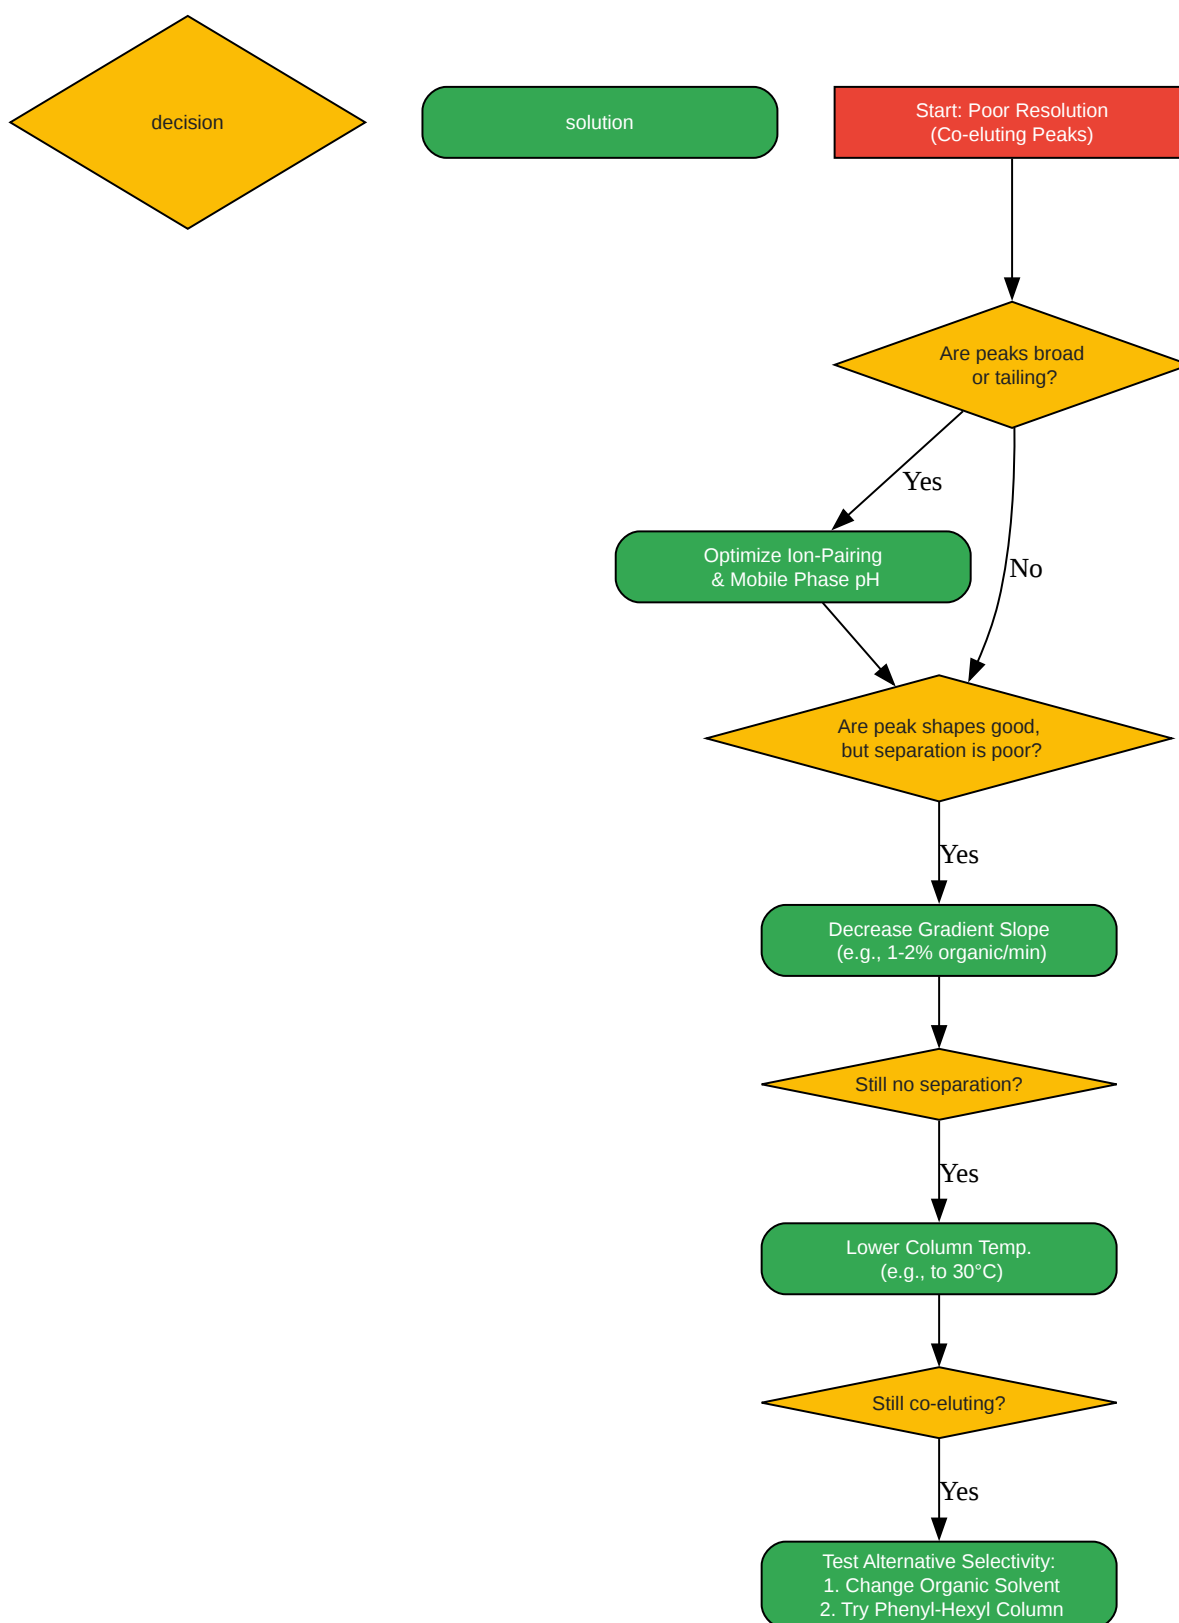 decision
solution
Start: Poor Resolution
(Co-eluting Peaks)
Are peaks broad
or tailing?
Yes
Optimize Ion-Pairing
& Mobile Phase pH
No
Are peak shapes good,
but separation is poor?
Yes
Decrease Gradient Slope
(e.g., 1-2% organic/min)
Still no separation?
Yes
Lower Column Temp.
(e.g., to 30°C)
Still co-eluting?
Yes
Test Alternative Selectivity:
1. Change Organic Solvent
2. Try Phenyl-Hexyl Column